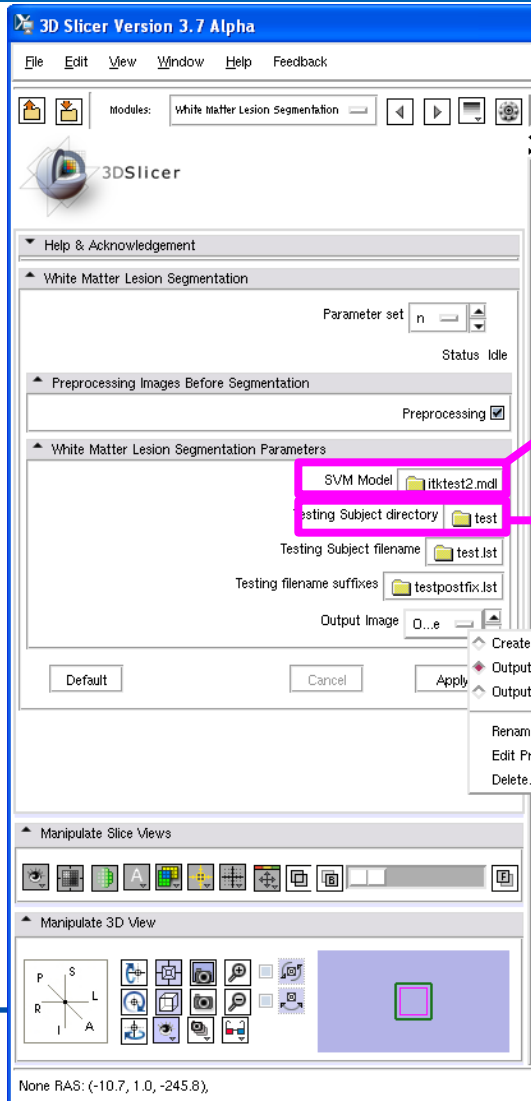 3D Slicer Version 3.7 Alpha
File Edit View Window Help Feedback
Modules: White Matter Lesion Segmentation
3DSlicer
Help & Acknowledgement
White Matter Lesion Segmentation
Parameter set n
Status Idle
Preprocessing Images Before Segmentation
Preprocessing
White Matter Lesion Segmentation Parameters
SVM Model itktest2.mdl
Testing Subject directory test
Testing Subject filename test.lst
Testing filename suffixes testpostfix.lst
Output Image O...e
Create
Output
Output
Default Cancel Apply
Renam
Edit Pr
Delete.
Manipulate Slice Views
A B F
Manipulate 3D View
P S
R L
I A
None RAS: (-10.7, 1.0, -245.8),